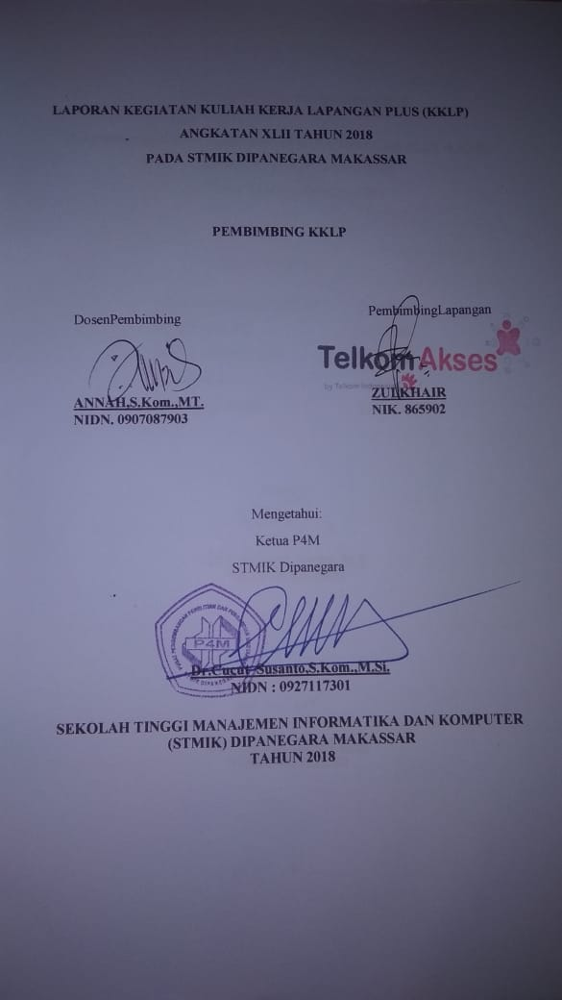 LAPORAN KEGIATAN KULIAH KERJA LAPANGAN PLUS (KKLP)
ANGKATAN XLII TAHUN 2018
PADA STMIK DIPANEGARA MAKASSAR
PEMBIMBING KKLP
DosenPembimbing
ANNAH,S.Kom.,MT.
NIDN. 0907087903
PembimbingLapangan
TelkomAkses
by Telkom Indonesia
ZULKHAIR
NIK. 865902
Mengetahui:
Ketua P4M
STMIK Dipanegara
P4M
Dr.Cucut Susanto,S.Kom.,M.Si.
NIDN : 0927117301
SEKOLAH TINGGI MANAJEMEN INFORMATIKA DAN KOMPUTER
(STMIK) DIPANEGARA MAKASSAR
TAHUN 2018